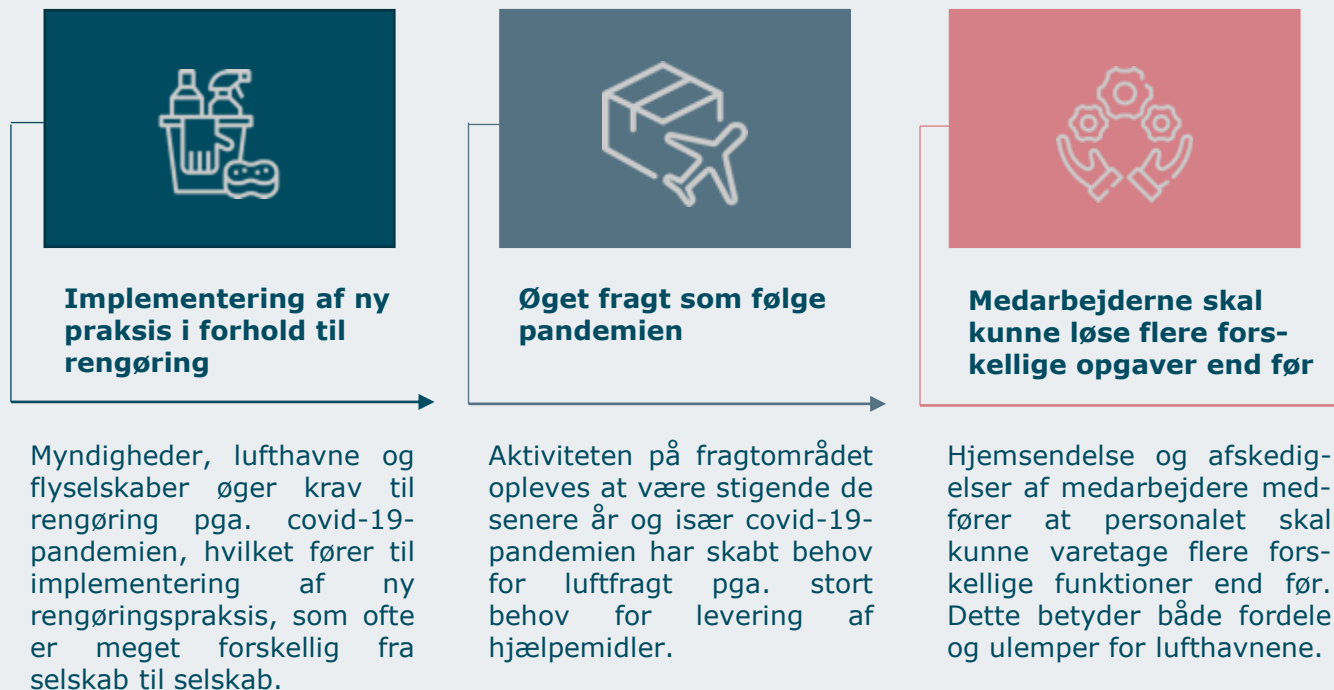 Implementering af ny
praksis i forhold til
rengøring
Myndigheder, lufthavne og
flyselskaber øger krav til
rengøring pga. covid-19-
pandemien, hvilket fører til
implementering af ny
rengøringspraksis, som ofte
er meget forskellig fra
selskab til selskab.
Øget fragt som følge
pandemien
Aktiviteten på fragtområdet
opleves at være stigende de
senere år og især covid-19-
pandemien har skabt behov
for luftfragt pga. stort
behov for levering af
hjælpemidler.
Medarbejderne skal
kunne løse flere fors-
kellige opgaver end før
Hjemsendelse og afskedig-
elser af medarbejdere med-
fører at personalet skal
kunne varetage flere fors-
kellige funktioner end før.
Dette betyder både fordele
og ulemper for lufthavnene.